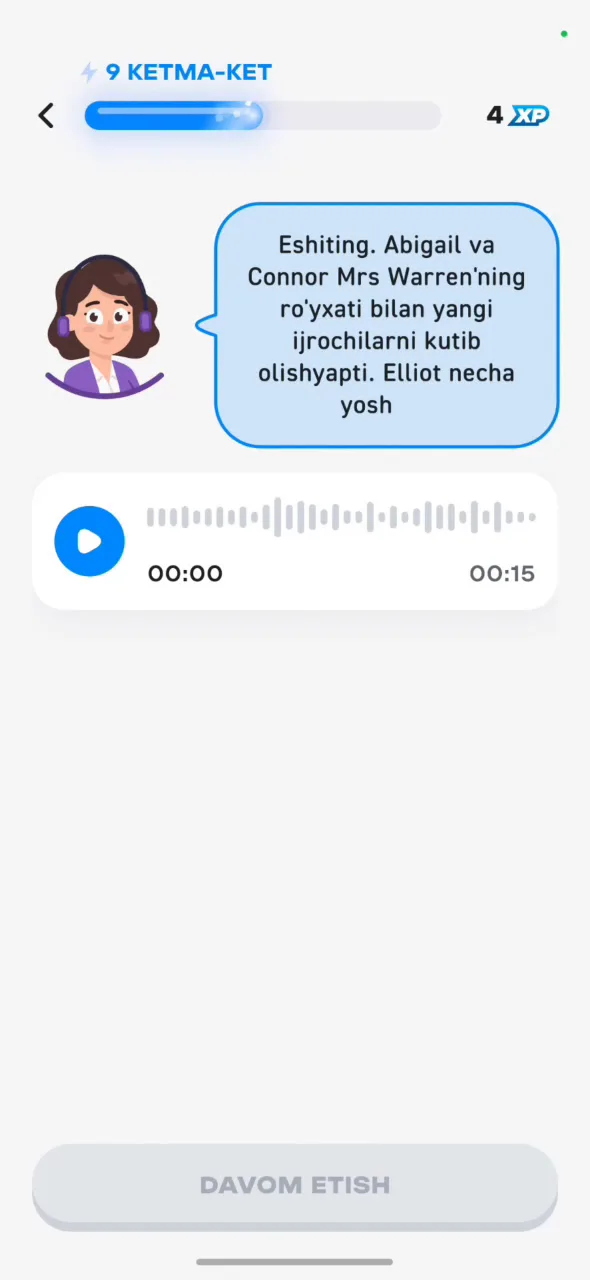 9 KETMA-KET
4 XP
Eshiting. Abigail va
Connor Mrs Warren'ning
ro'yxati bilan yangi
ijrochilarni kutib
olishyapti. Elliot necha
yosh
00:00
00:15
DAVOM ETISH